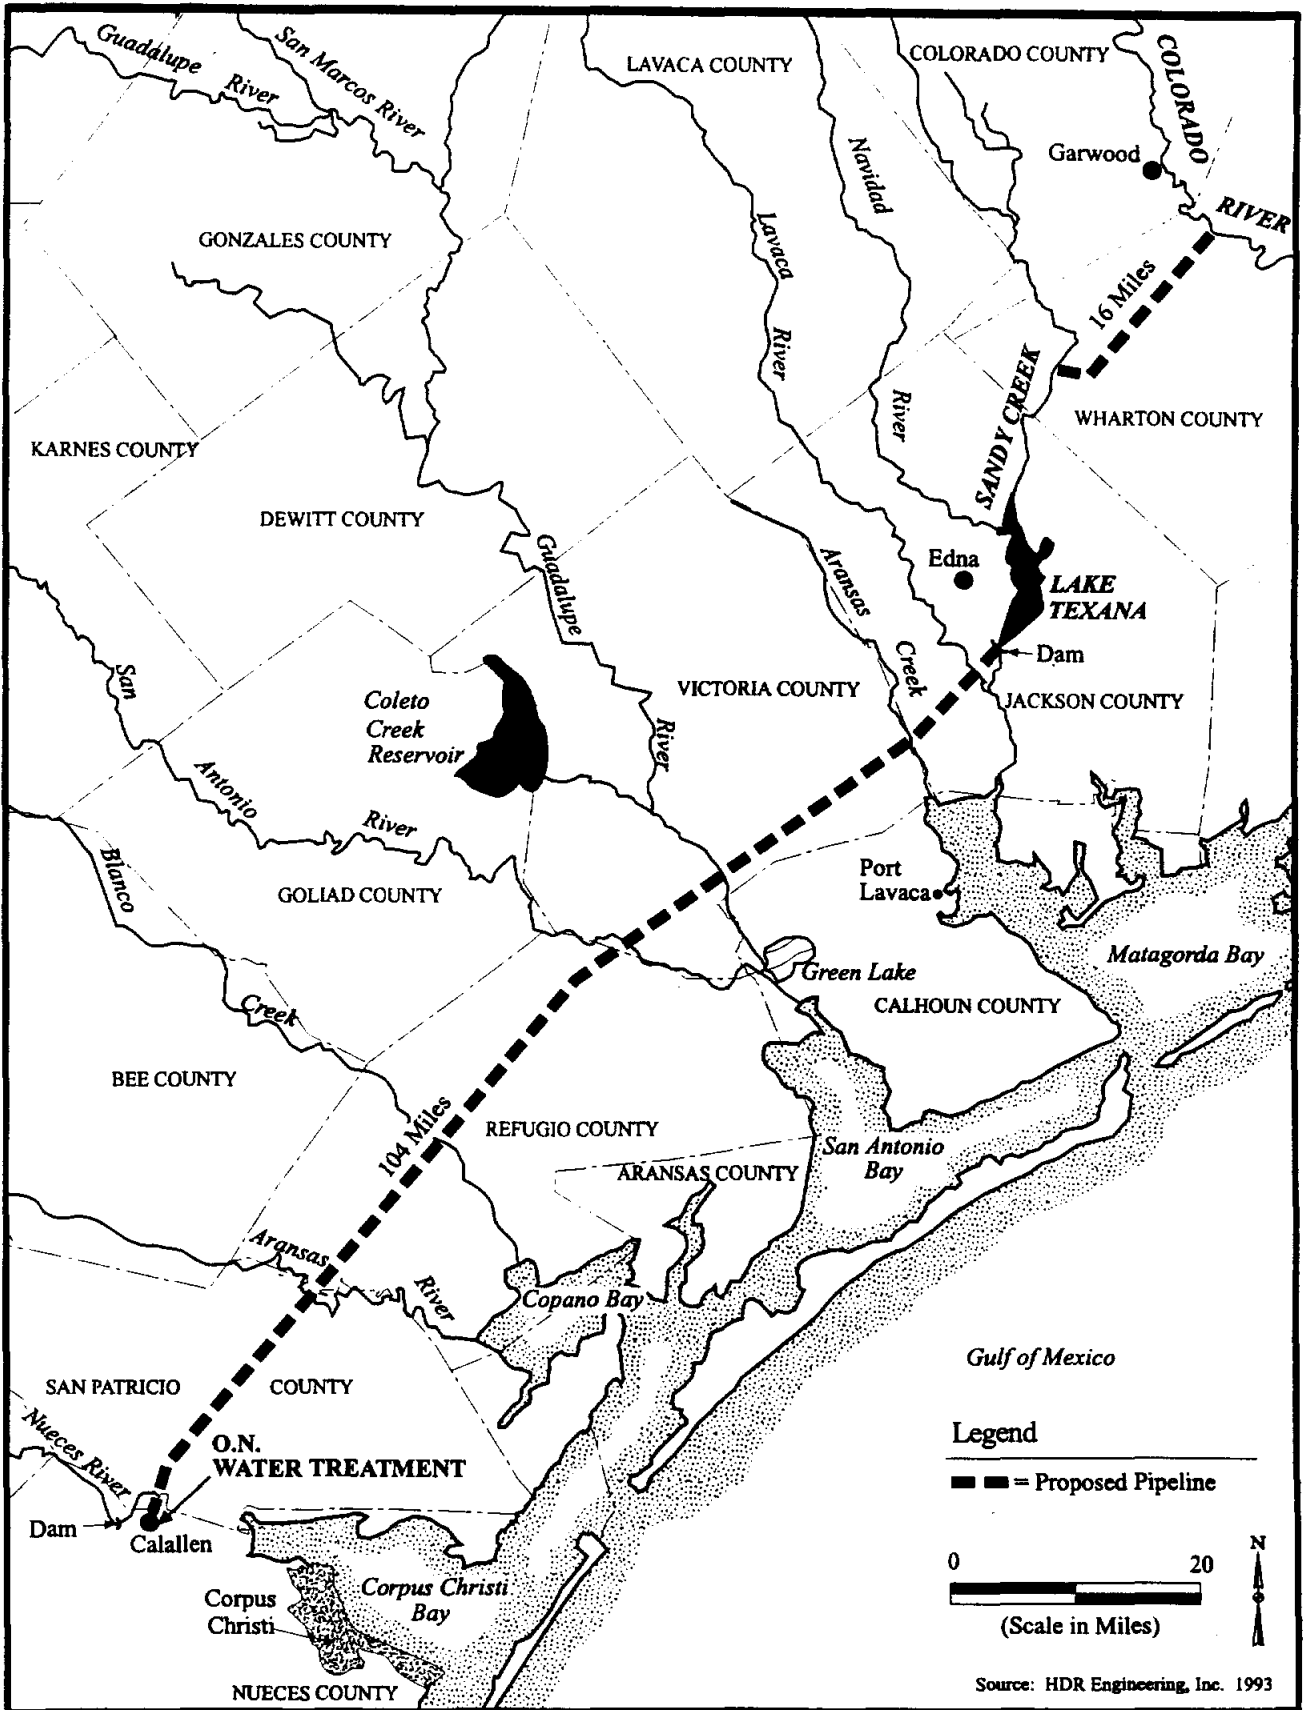 Guadalupe
River
San Marcos River
LAVACA COUNTY
COLORADO COUNTY
COLORADO
RIVER
Garwood
Navidad
River
Lavaca
River
GONZALES COUNTY
16 Miles
SANDY CREEK
WHARTON COUNTY
KARNES COUNTY
DEWITT COUNTY
Guadalupe
River
Aransas
Creek
Edna
LAKE
TEXANA
Dam
San
Antonio
River
Coleto
Creek
Reservoir
VICTORIA COUNTY
JACKSON COUNTY
Blanco
Creek
GOLIAD COUNTY
Port
Lavaca
Matagorda Bay
Green Lake
CALHOUN COUNTY
BEE COUNTY
104 Miles
REFUGIO COUNTY
ARANSAS COUNTY
San Antonio
Bay
Aransas
River
Copano Bay
Gulf of Mexico
SAN PATRICIO
COUNTY
Nueces River
O.N.
WATER TREATMENT
Dam
Calallen
Corpus
Christi
Corpus Christi
Bay
NUECES COUNTY
Legend
= Proposed Pipeline
0
20
(Scale in Miles)
N
Source: HDR Engineering, Inc. 1993